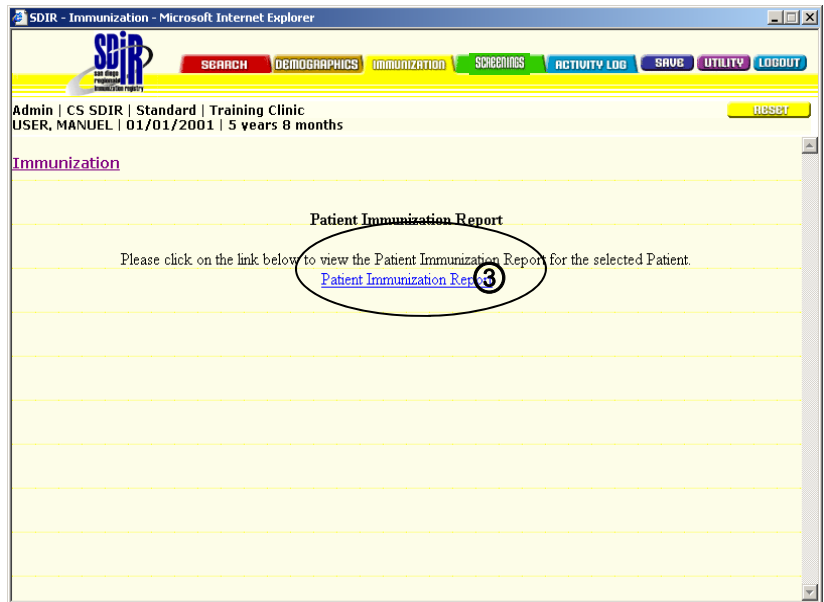 SDIR - Immunization - Microsoft Internet Explorer
SDIR
san diego
regional
immunization registry
SEARCH DEMOGRAPHICS IMMUNIZATION SCREENINGS ACTIVITY LOG SAVE UTILITY LOGOUT
Admin | CS SDIR | Standard | Training Clinic
RESET
USER, MANUEL | 01/01/2001 | 5 years 8 months
Immunization
Patient Immunization Report
Please click on the link below to view the Patient Immunization Report for the selected Patient.
Patient Immunization Report
3